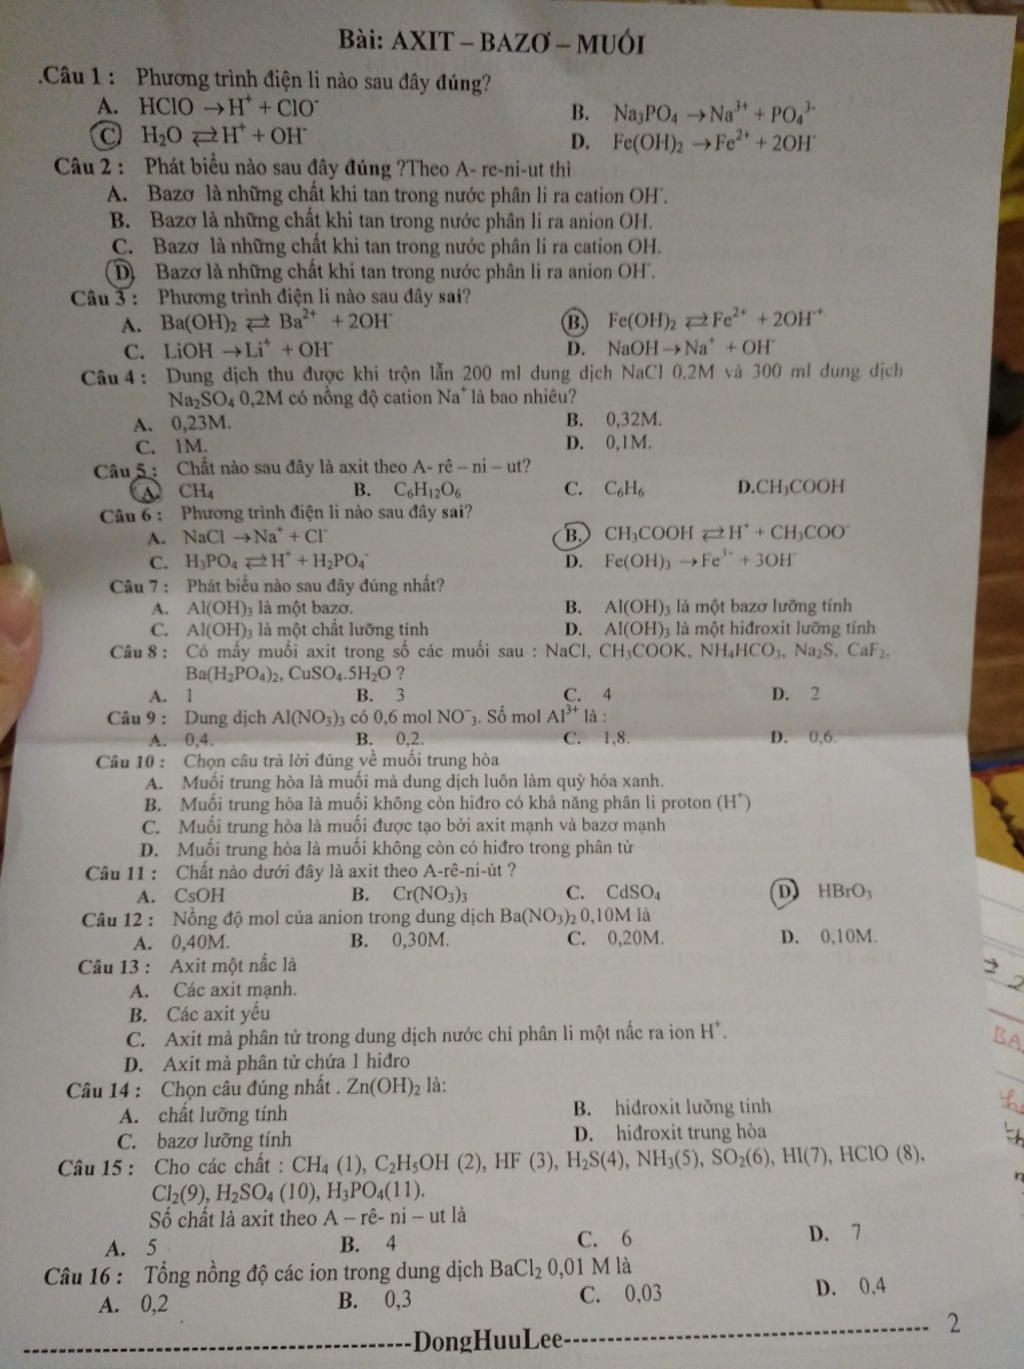 Bài: AXIT – BAZƠ – MUỐI
.Câu 1 : Phương trình điện li nào sau đây đúng?
A. HClO → H⁺ + ClO⁻ B. Na₃PO₄ → Na³⁺ + PO₄³⁻
C H₂O ⇄ H⁺ + OH⁻ D. Fe(OH)₂ → Fe²⁺ + 2OH⁻
Câu 2 : Phát biểu nào sau đây đúng ?Theo A- re-ni-ut thì
A. Bazơ là những chất khi tan trong nước phân li ra cation OH⁻.
B. Bazơ là những chất khi tan trong nước phân li ra anion OH.
C. Bazơ là những chất khi tan trong nước phân li ra cation OH.
D. Bazơ là những chất khi tan trong nước phân li ra anion OH⁻.
Câu 3 : Phương trình điện li nào sau đây sai?
A. Ba(OH)₂ ⇄ Ba²⁺ + 2OH⁻ B. Fe(OH)₂ ⇄ Fe²⁺ + 2OH⁻⁺
C. LiOH → Li⁺ + OH⁻ D. NaOH → Na⁺ + OH⁻
Câu 4 : Dung dịch thu được khi trộn lẫn 200 ml dung dịch NaCl 0,2M và 300 ml dung dịch
Na₂SO₄ 0,2M có nồng độ cation Na⁺ là bao nhiêu?
A. 0,23M. B. 0,32M.
C. 1M. D. 0,1M.
Câu 5 : Chất nào sau đây là axit theo A- rê – ni – ut?
A. CH₄ B. C₆H₁₂O₆ C. C₆H₆ D.CH₃COOH
Câu 6 : Phương trình điện li nào sau đây sai?
A. NaCl → Na⁺ + Cl⁻ B. CH₃COOH ⇄ H⁺ + CH₃COO⁻
C. H₃PO₄ ⇄ H⁺ + H₂PO₄⁻ D. Fe(OH)₃ → Fe³⁺ + 3OH⁻
Câu 7 : Phát biểu nào sau đây đúng nhất?
A. Al(OH)₃ là một bazơ. B. Al(OH)₃ là một bazơ lưỡng tính
C. Al(OH)₃ là một chất lưỡng tính D. Al(OH)₃ là một hiđroxit lưỡng tính
Câu 8 : Có mấy muối axit trong số các muối sau : NaCl, CH₃COOK, NH₄HCO₃, Na₂S, CaF₂,
Ba(H₂PO₄)₂, CuSO₄.5H₂O ?
A. 1 B. 3 C. 4 D. 2
Câu 9 : Dung dịch Al(NO₃)₃ có 0,6 mol NO⁻₃. Số mol Al³⁺ là :
A. 0,4. B. 0,2. C. 1,8. D. 0,6.
Câu 10 : Chọn câu trả lời đúng về muối trung hòa
A. Muối trung hòa là muối mà dung dịch luôn làm quỳ hóa xanh.
B. Muối trung hòa là muối không còn hiđro có khả năng phân li proton (H⁺)
C. Muối trung hòa là muối được tạo bởi axit mạnh và bazơ mạnh
D. Muối trung hòa là muối không còn có hiđro trong phân tử
Câu 11 : Chất nào dưới đây là axit theo A-rê-ni-út ?
A. CsOH B. Cr(NO₃)₃ C. CdSO₄ D HBrO₃
Câu 12 : Nồng độ mol của anion trong dung dịch Ba(NO₃)₂ 0,10M là
A. 0,40M. B. 0,30M. C. 0,20M. D. 0,10M.
Câu 13 : Axit một nấc là
A. Các axit mạnh.
B. Các axit yếu
C. Axit mà phân tử trong dung dịch nước chỉ phân li một nấc ra ion H⁺.
D. Axit mà phân tử chứa 1 hiđro
Câu 14 : Chọn câu đúng nhất . Zn(OH)₂ là:
A. chất lưỡng tính B. hiđroxit lưỡng tính
C. bazơ lưỡng tính D. hiđroxit trung hòa
Câu 15 : Cho các chất : CH₄ (1), C₂H₅OH (2), HF (3), H₂S(4), NH₃(5), SO₂(6), HI(7), HClO (8),
Cl₂(9), H₂SO₄ (10), H₃PO₄(11).
Số chất là axit theo A – rê- ni – ut là
A. 5 B. 4 C. 6 D. 7
Câu 16 : Tổng nồng độ các ion trong dung dịch BaCl₂ 0,01 M là
A. 0,2 B. 0,3 C. 0,03 D. 0,4
DongHuuLee
2